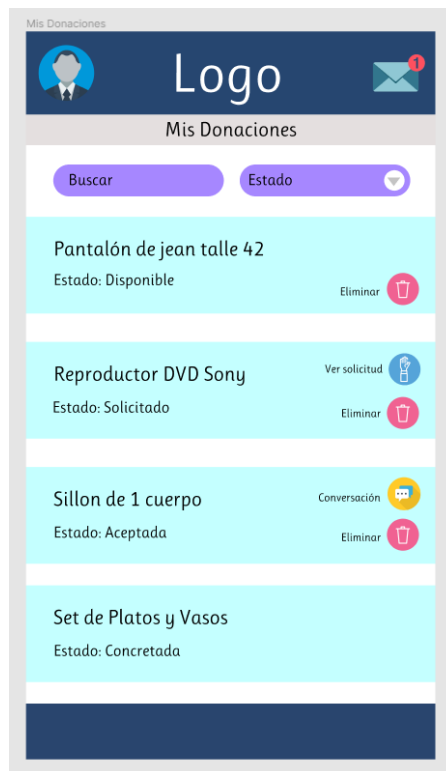 Mis Donaciones
Logo
1
Mis Donaciones
Buscar
Estado
Pantalón de jean talle 42
Estado: Disponible
Eliminar
Reproductor DVD Sony
Ver solicitud
Estado: Solicitado
Eliminar
Sillon de 1 cuerpo
Conversación
Estado: Aceptada
Eliminar
Set de Platos y Vasos
Estado: Concretada